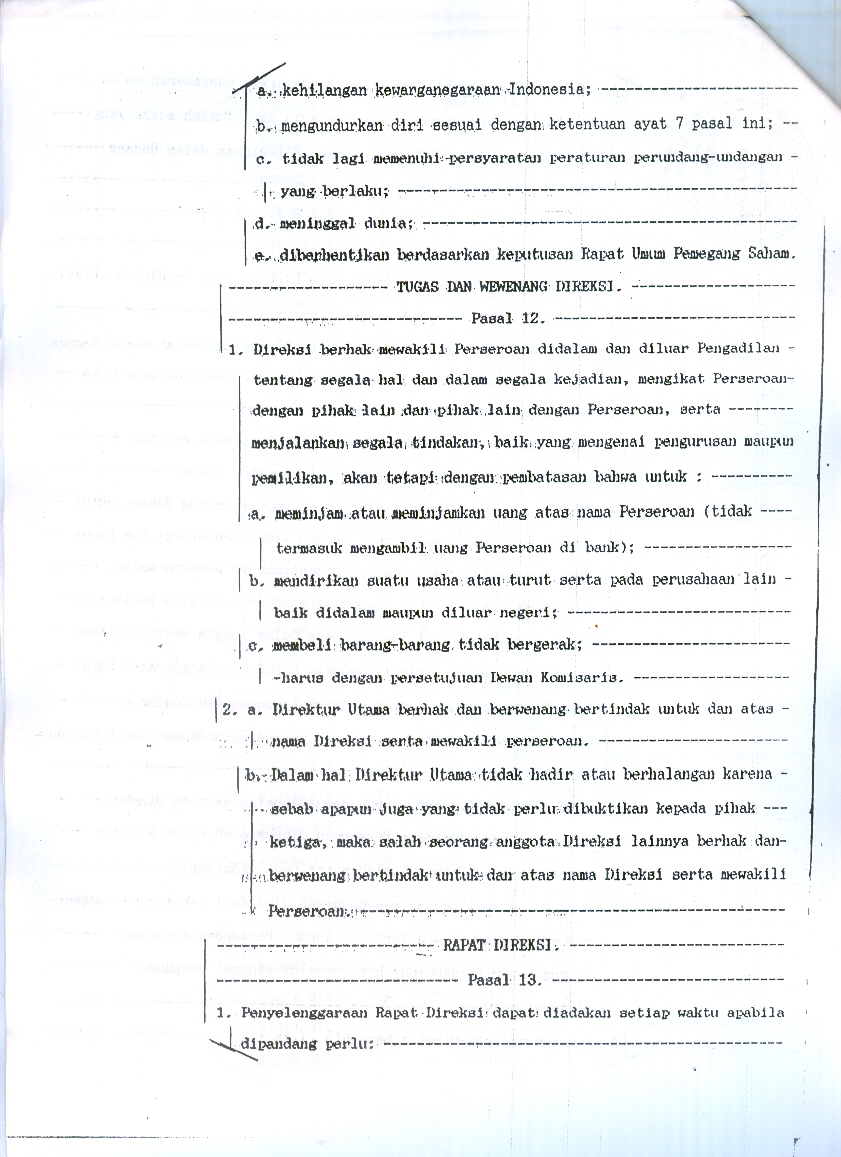 a. kehilangan kewarganegaraan Indonesia; ------------------------
b. mengundurkan diri sesuai dengan ketentuan ayat 7 pasal ini; --
c. tidak lagi memenuhi persyaratan peraturan perundang-undangan -
yang berlaku; --------------------------------------------------
d. meninggal dunia; ---------------------------------------------
e. diberhentikan berdasarkan keputusan Rapat Umum Pemegang Saham.
------------------- TUGAS DAN WEWENANG DIREKSI. --------------------
--------------------------- Pasal 12. -----------------------------
1. Direksi berhak mewakili Perseroan didalam dan diluar Pengadilan -
tentang segala hal dan dalam segala kejadian, mengikat Perseroan-
dengan pihak lain dan pihak lain dengan Perseroan, serta --------
menjalankan segala tindakan, baik yang mengenai pengurusan maupun
pemilikan, akan tetapi dengan pembatasan bahwa untuk : ----------
a. meminjam atau meminjamkan uang atas nama Perseroan (tidak ----
termasuk mengambil uang Perseroan di bank); ------------------
b. mendirikan suatu usaha atau turut serta pada perusahaan lain -
baik didalam maupun diluar negeri; ---------------------------
c. membeli barang-barang tidak bergerak; ------------------------
-harus dengan persetujuan Dewan Komisaris. -------------------
2. a. Direktur Utama berhak dan berwenang bertindak untuk dan atas -
nama Direksi serta mewakili perseroan. -----------------------
b. Dalam hal Direktur Utama tidak hadir atau berhalangan karena -
sebab apapun juga yang tidak perlu dibuktikan kepada pihak ---
ketiga, maka salah seorang anggota Direksi lainnya berhak dan-
berwenang bertindak untuk dan atas nama Direksi serta mewakili
Perseroan. ---------------------------------------------------
-------------------------- RAPAT DIREKSI. --------------------------
---------------------------- Pasal 13. ----------------------------
1. Penyelenggaraan Rapat Direksi dapat diadakan setiap waktu apabila
dipandang perlu: ------------------------------------------------